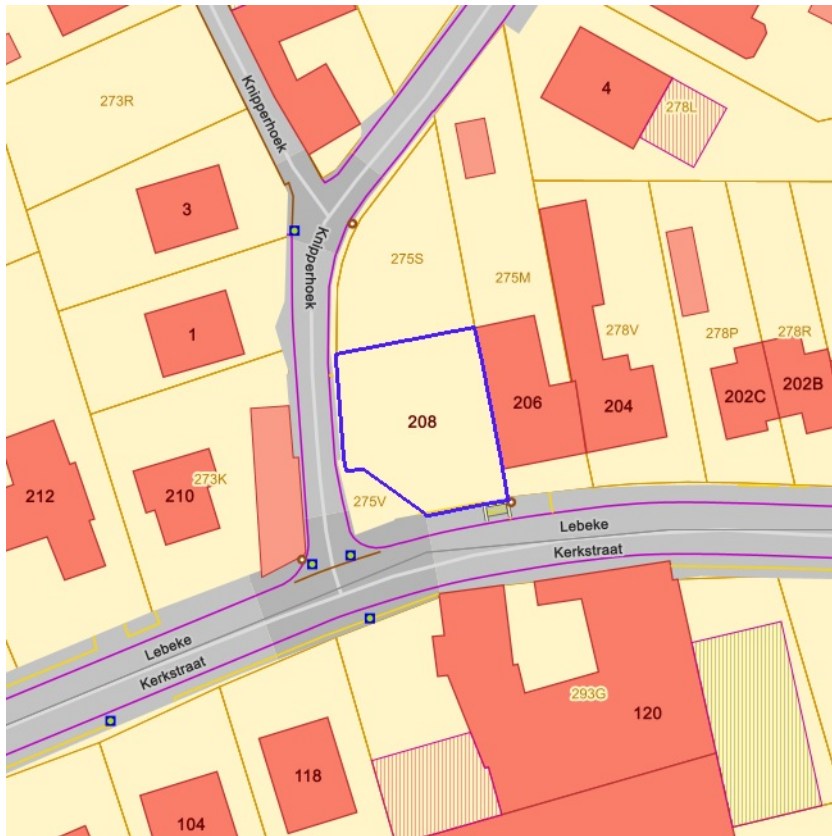 4
278L
273R
Knipperhoek
3
Knipperhoek
275S
275M
1
278V
278P
278R
202C
202B
208
206
204
212
210
273K
275V
Lebeke
Kerkstraat
Lebeke
Kerkstraat
293G
120
118
104